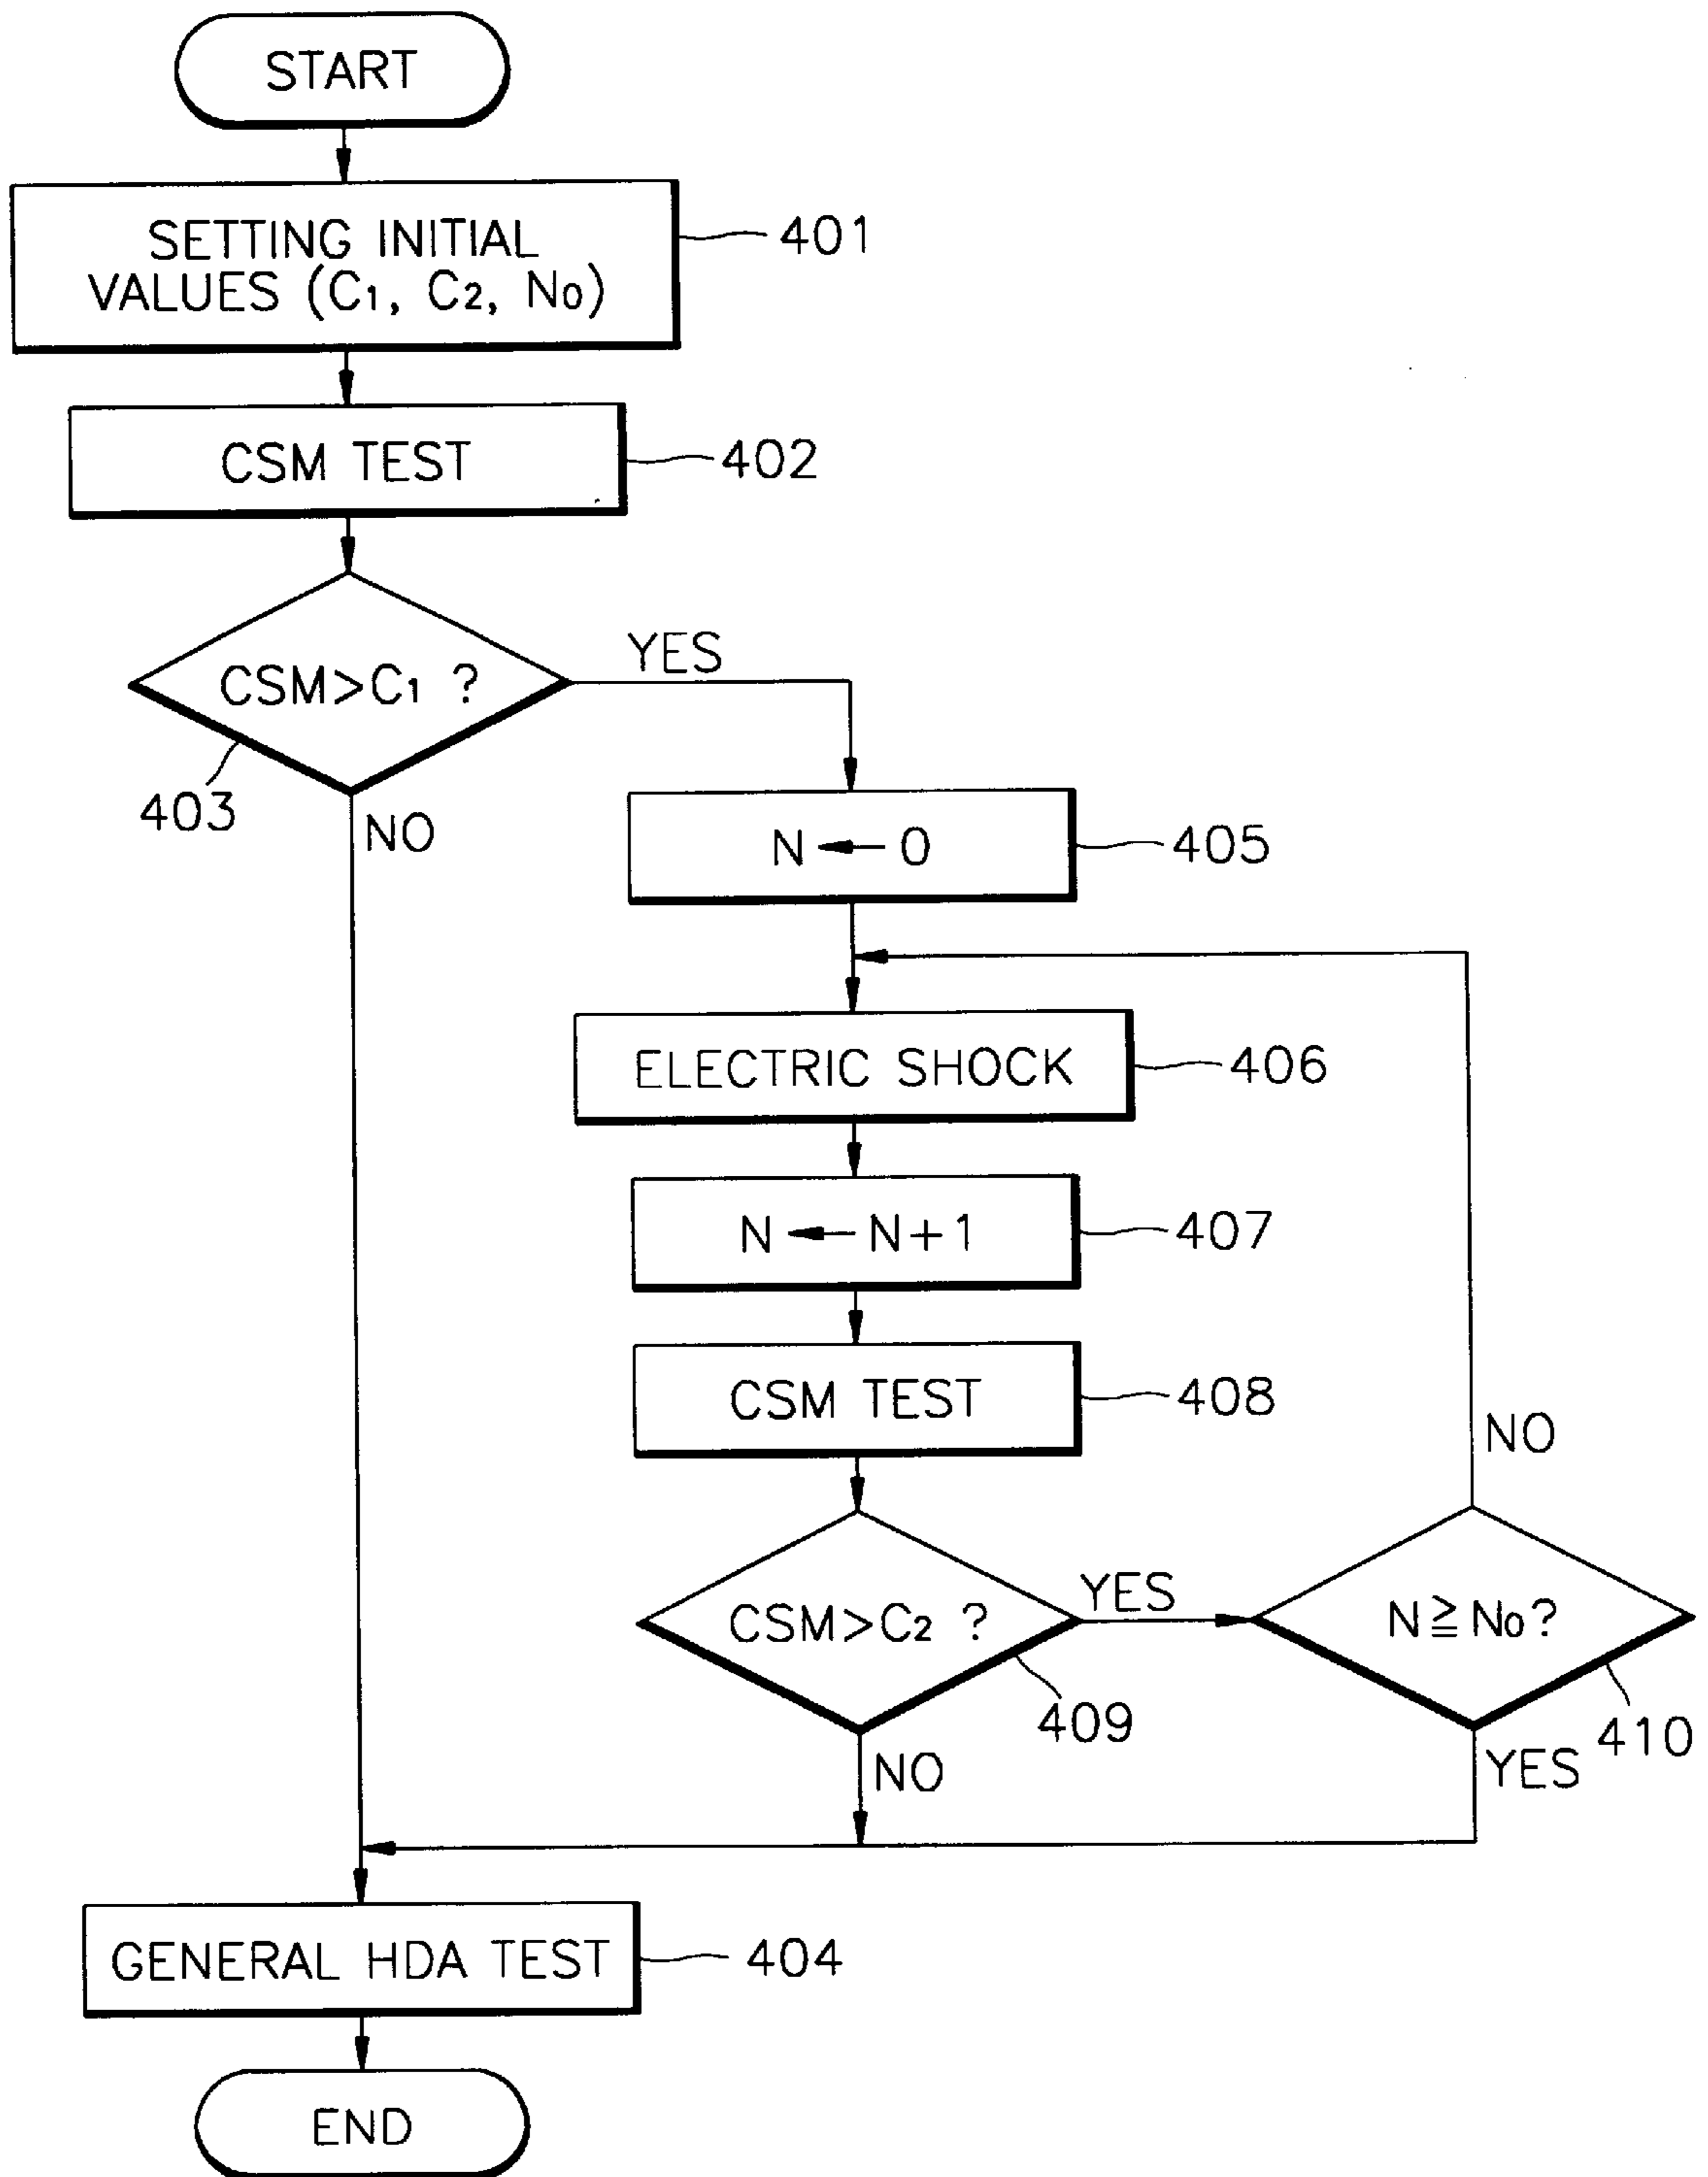 START
SETTING INITIAL
VALUES (C₁, C₂, N₀)
401
CSM TEST
402
CSM>C₁ ?
YES
403
NO
N ← 0
405
ELECTRIC SHOCK
406
N ← N+1
407
CSM TEST
408
NO
CSM>C₂ ?
YES
N≧N₀?
409
410
NO
YES
GENERAL HDA TEST
404
END